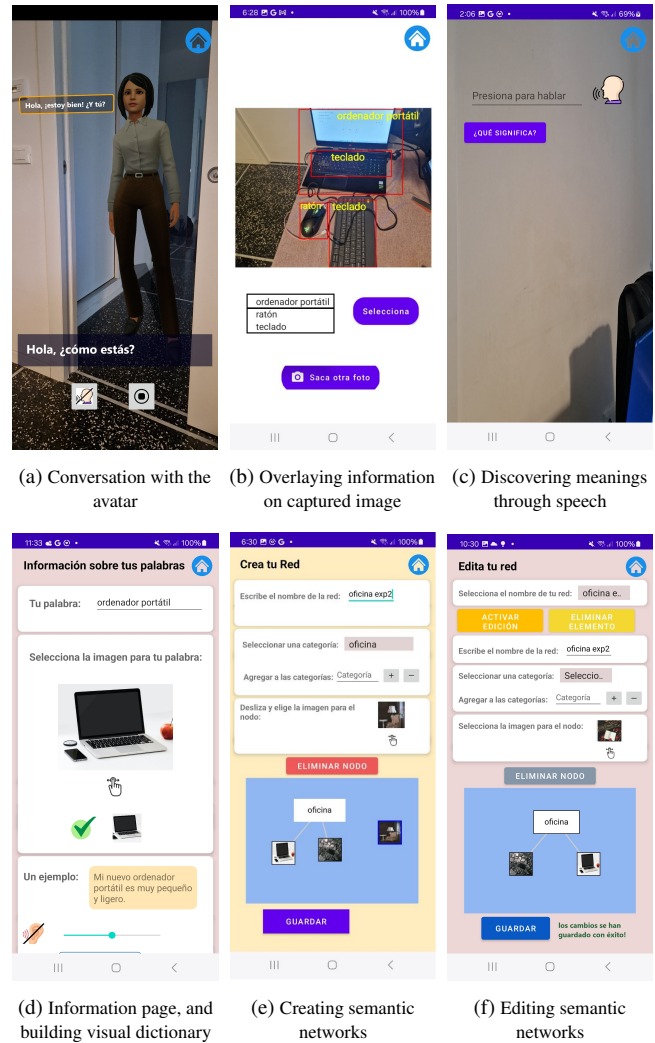 Hola, ¡estoy bien! ¿Y tú?
Hola, ¿cómo estás?
(a) Conversation with the
avatar
6:28
100%
ordenador portátil
teclado
ratón
teclado
ordenador portátil
ratón
teclado
Selecciona
Saca otra foto
(b) Overlaying information
on captured image
2:06
69%
Presiona para hablar
¿QUÉ SIGNIFICA?
(c) Discovering meanings
through speech
11:33
100%
Información sobre tus palabras
Tu palabra: ordenador portátil
Selecciona la imagen para tu palabra:
Un ejemplo:
Mi nuevo ordenador
portátil es muy pequeño
y ligero.
(d) Information page, and
building visual dictionary
6:30
100%
Crea tu Red
Escribe el nombre de la red: oficina exp2
Seleccionar una categoría: oficina
Agregar a las categorías: Categoría + −
Desliza y elige la imagen para el
nodo:
ELIMINAR NODO
oficina
GUARDAR
(e) Creating semantic
networks
10:30
100%
Edita tu red
Selecciona el nombre de tu red: oficina e..
ACTIVAR
EDICIÓN
ELIMINAR
ELEMENTO
Escribe el nombre de la red: oficina exp2
Seleccionar una categoría: Seleccio..
Agregar a las categorías: Categoría + −
Selecciona la imagen para el nodo:
ELIMINAR NODO
oficina
GUARDAR
los cambios se han
guardado con éxito!
(f) Editing semantic
networks